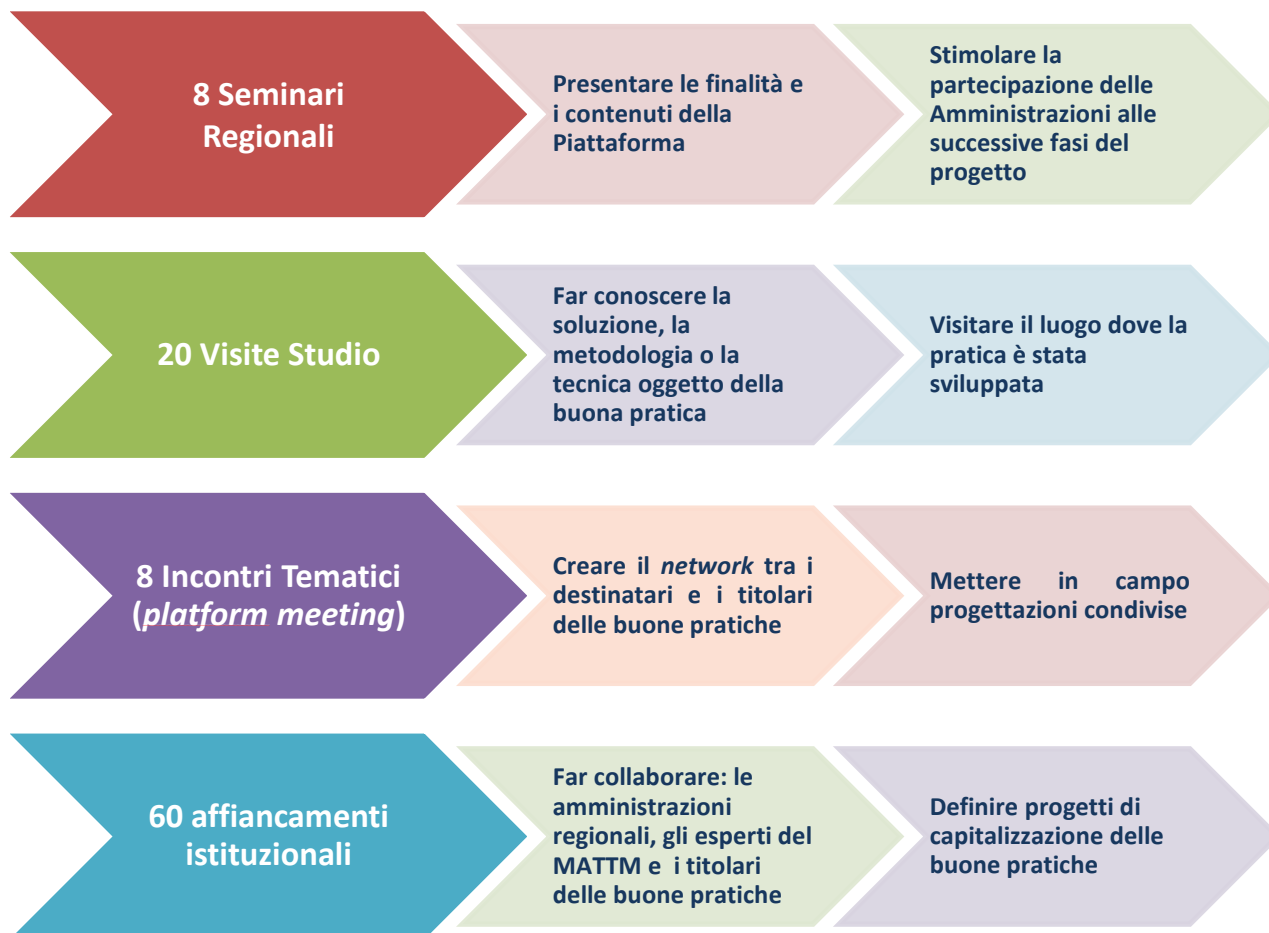 8 Seminari
Regionali
Presentare le finalità e
i contenuti della
Piattaforma
Stimolare la
partecipazione delle
Amministrazioni alle
successive fasi del
progetto
20 Visite Studio
Far conoscere la
soluzione, la
metodologia o la
tecnica oggetto della
buona pratica
Visitare il luogo dove la
pratica è stata
sviluppata
8 Incontri Tematici
(platform meeting)
Creare il network tra i
destinatari e i titolari
delle buone pratiche
Mettere in campo
progettazioni condivise
60 affiancamenti
istituzionali
Far collaborare: le
amministrazioni
regionali, gli esperti del
MATTM e i titolari
delle buone pratiche
Definire progetti di
capitalizzazione delle
buone pratiche